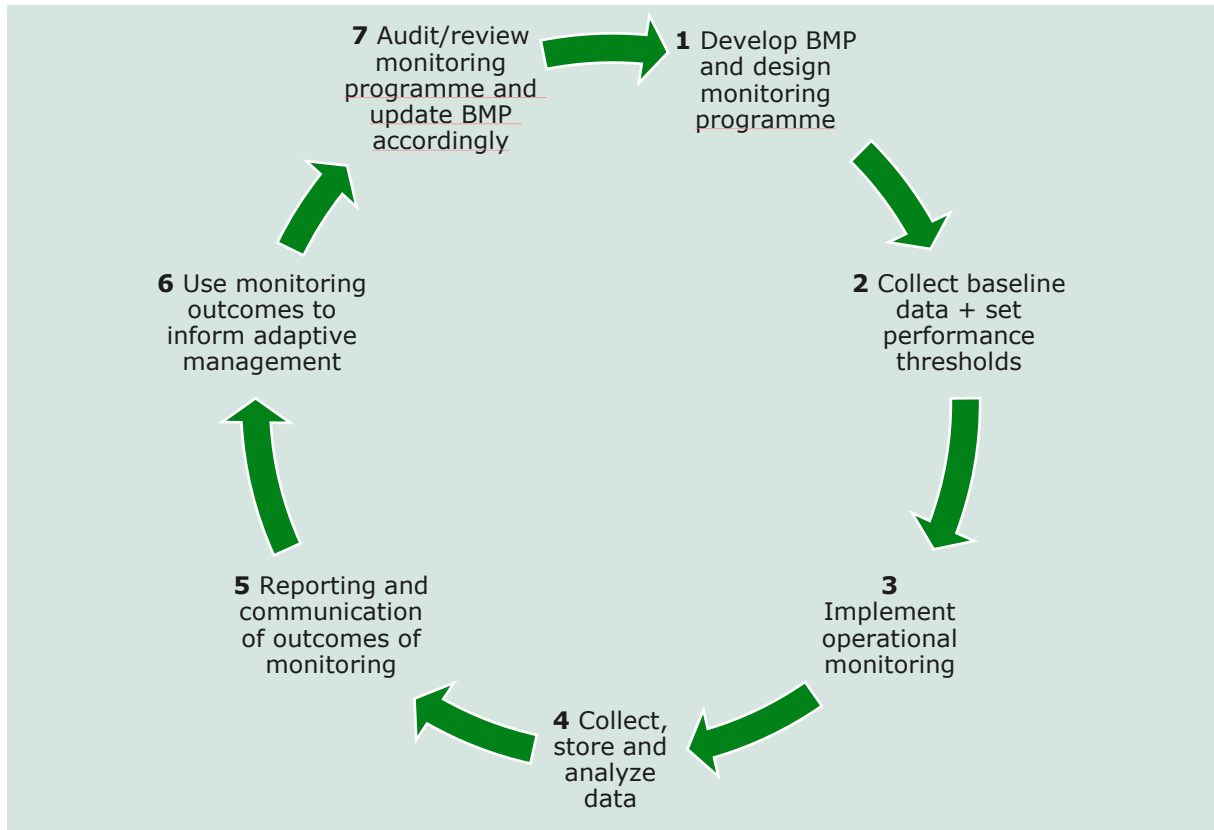 1 Develop BMP
and design
monitoring
programme
2 Collect baseline
data + set
performance
thresholds
3
Implement
operational
monitoring
4 Collect,
store and
analyze
data
5 Reporting and
communication
of outcomes of
monitoring
6 Use monitoring
outcomes to
inform adaptive
management
7 Audit/review
monitoring
programme and
update BMP
accordingly